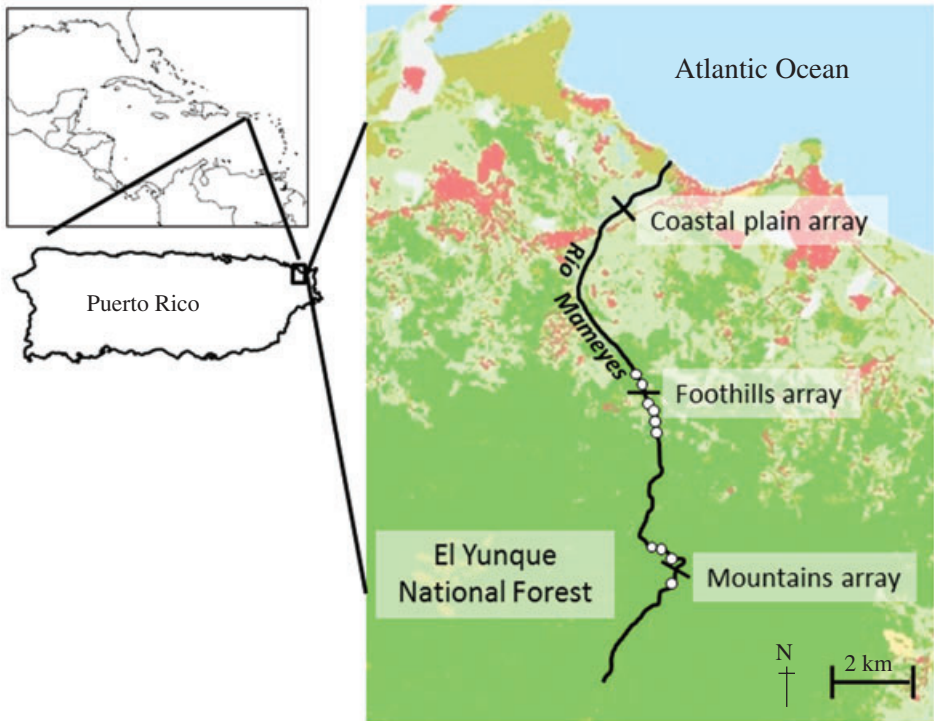 Atlantic Ocean
Coastal plain array
Río
Mameyes
Puerto Rico
Foothills array
El Yunque
National Forest
Mountains array
N
2 km